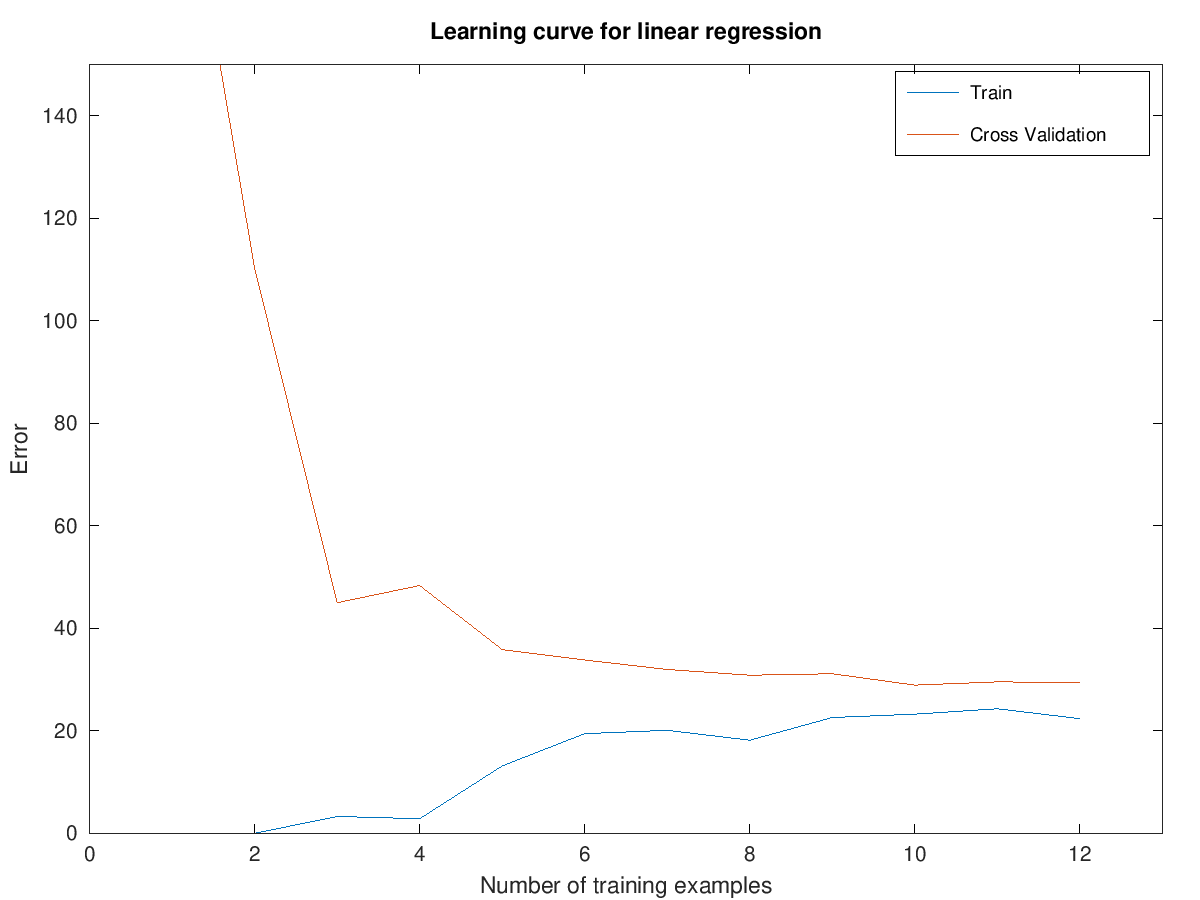 Learning curve for linear regression
Train
Cross Validation
140
120
100
80
60
40
20
0
Error
0 2 4 6 8 10 12
Number of training examples